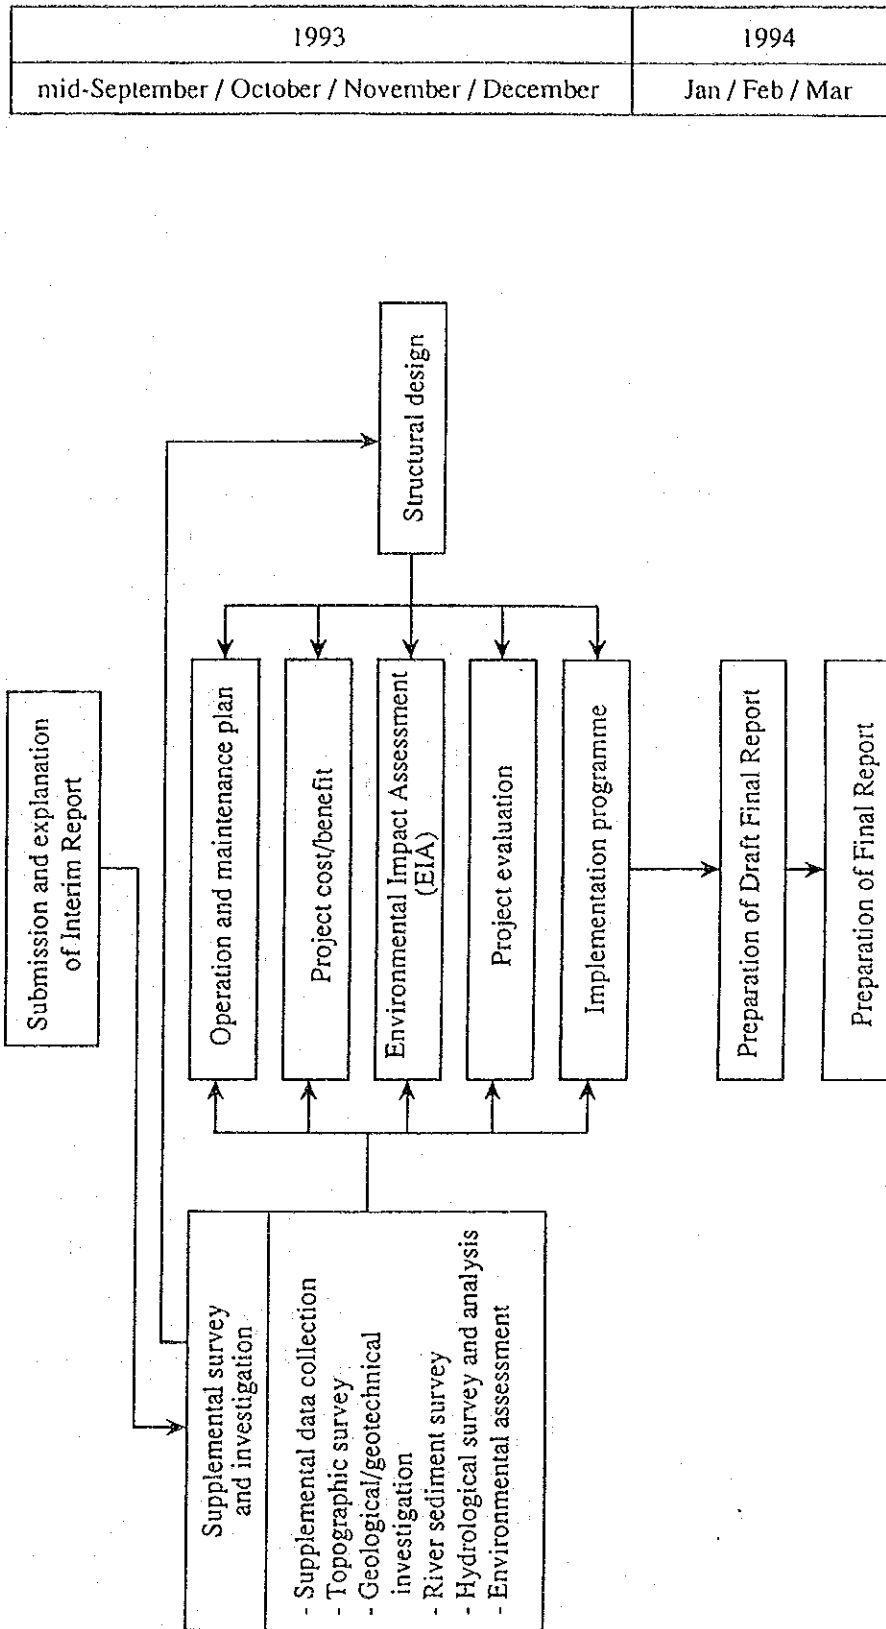 1993
1994
mid-September / October / November / December
Jan / Feb / Mar
Submission and explanation
of Interim Report
Supplemental survey
and investigation
- Supplemental data collection
- Topographic survey
- Geological/geotechnical
investigation
- River sediment survey
- Hydrological survey and analysis
- Environmental assessment
Operation and maintenance plan
Project cost/benefit
Environmental Impact Assessment
(EIA)
Project evaluation
Implementation programme
Structural design
Preparation of Draft Final Report
Preparation of Final Report